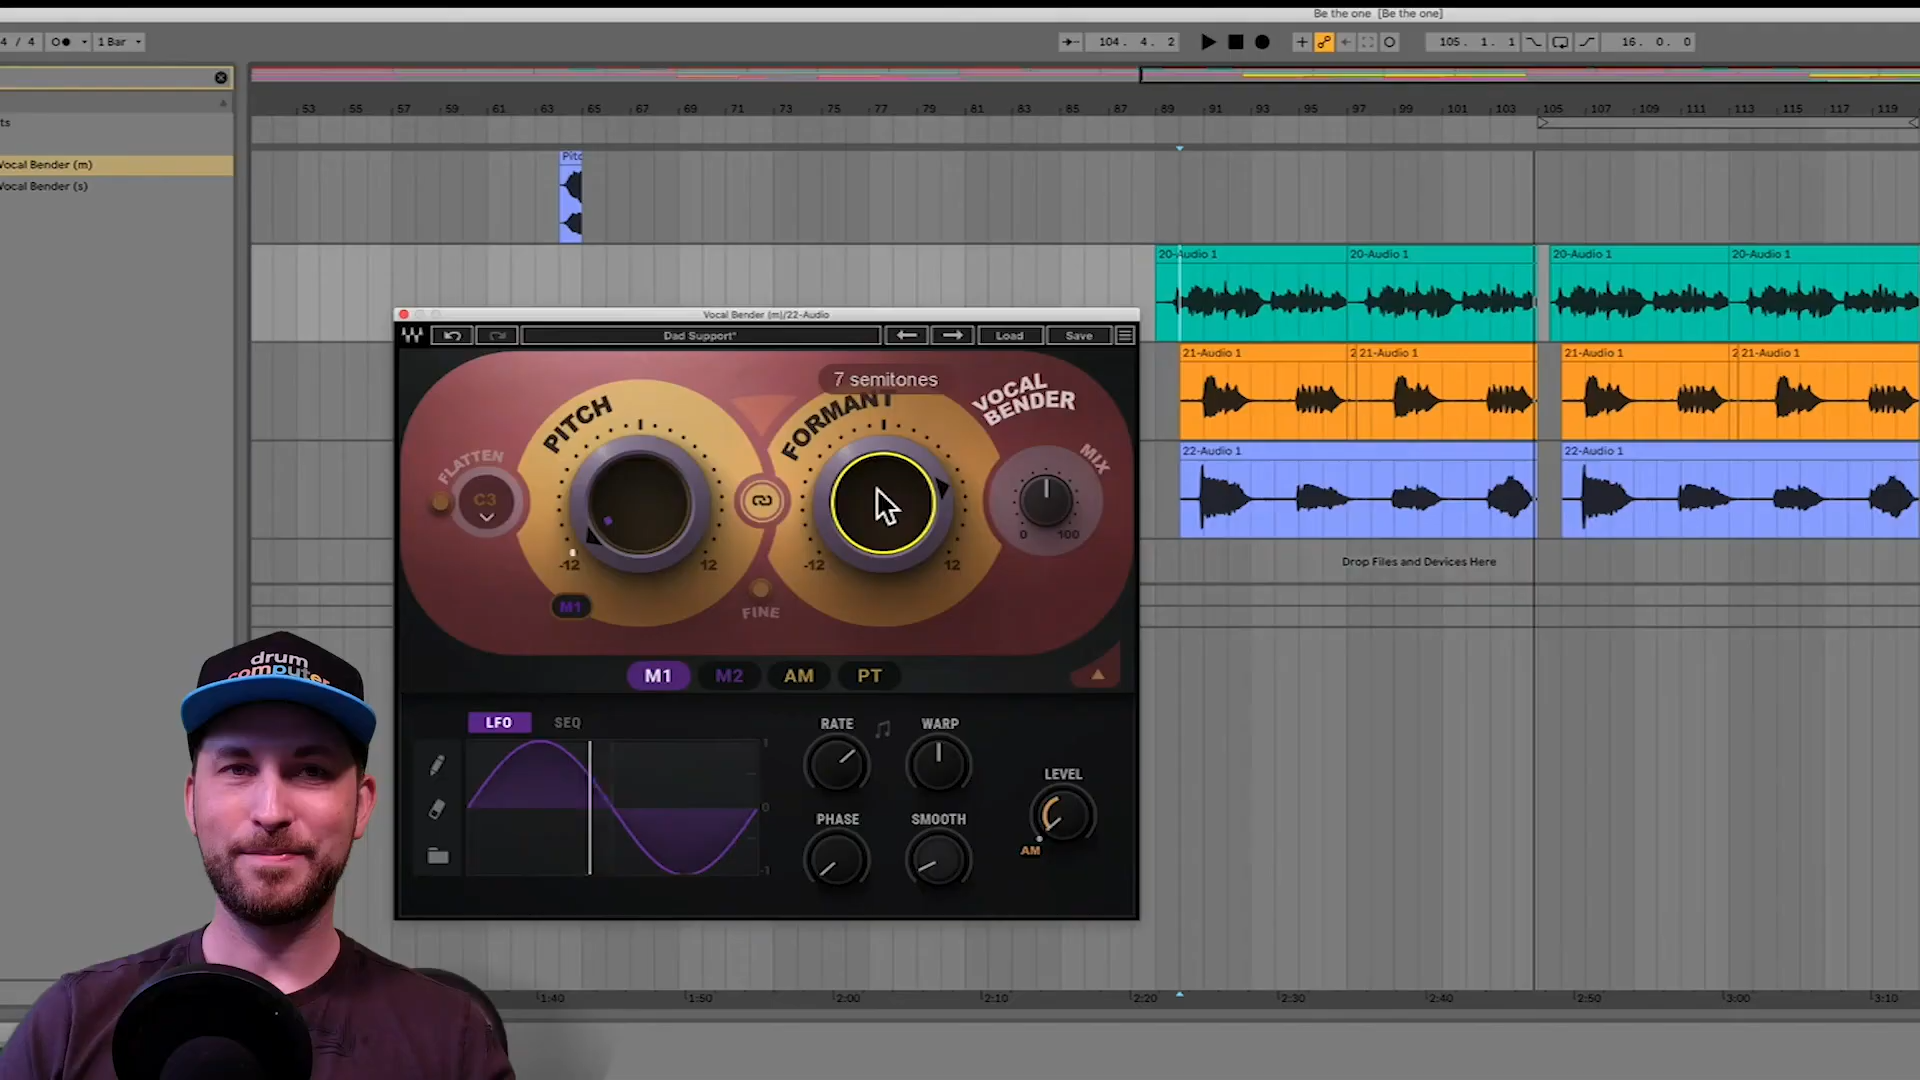 Be the one [Be the one]
4 / 4
1 Bar
104. 4. 2
105. 1. 1
16. 0. 0
53 55 57 59 61 63 65 67 69 71 73 75 77 79 81 83 85 87 89 91 93 95 97 99 101 103 105 107 109 111 113 115 117 119
ts
Vocal Bender (m)
Vocal Bender (s)
Pitc
20-Audio 1
20-Audio 1
20-Audio 1
20-Audio 1
21-Audio 1
2
21-Audio 1
21-Audio 1
2
21-Audio 1
22-Audio 1
22-Audio 1
Drop Files and Devices Here
Vocal Bender (m)/22-Audio
Dad Support*
Load
Save
7 semitones
VOCAL
BENDER
PITCH
FORMANT
FLATTEN
C3
MIX
0 100
-12 12
-12 12
M1
FINE
M1 M2 AM PT
LFO SEQ
1
0
-1
RATE WARP
PHASE SMOOTH
LEVEL
AM
drum
computer
1:40 1:50 2:00 2:10 2:20 2:30 2:40 2:50 3:00 3:10